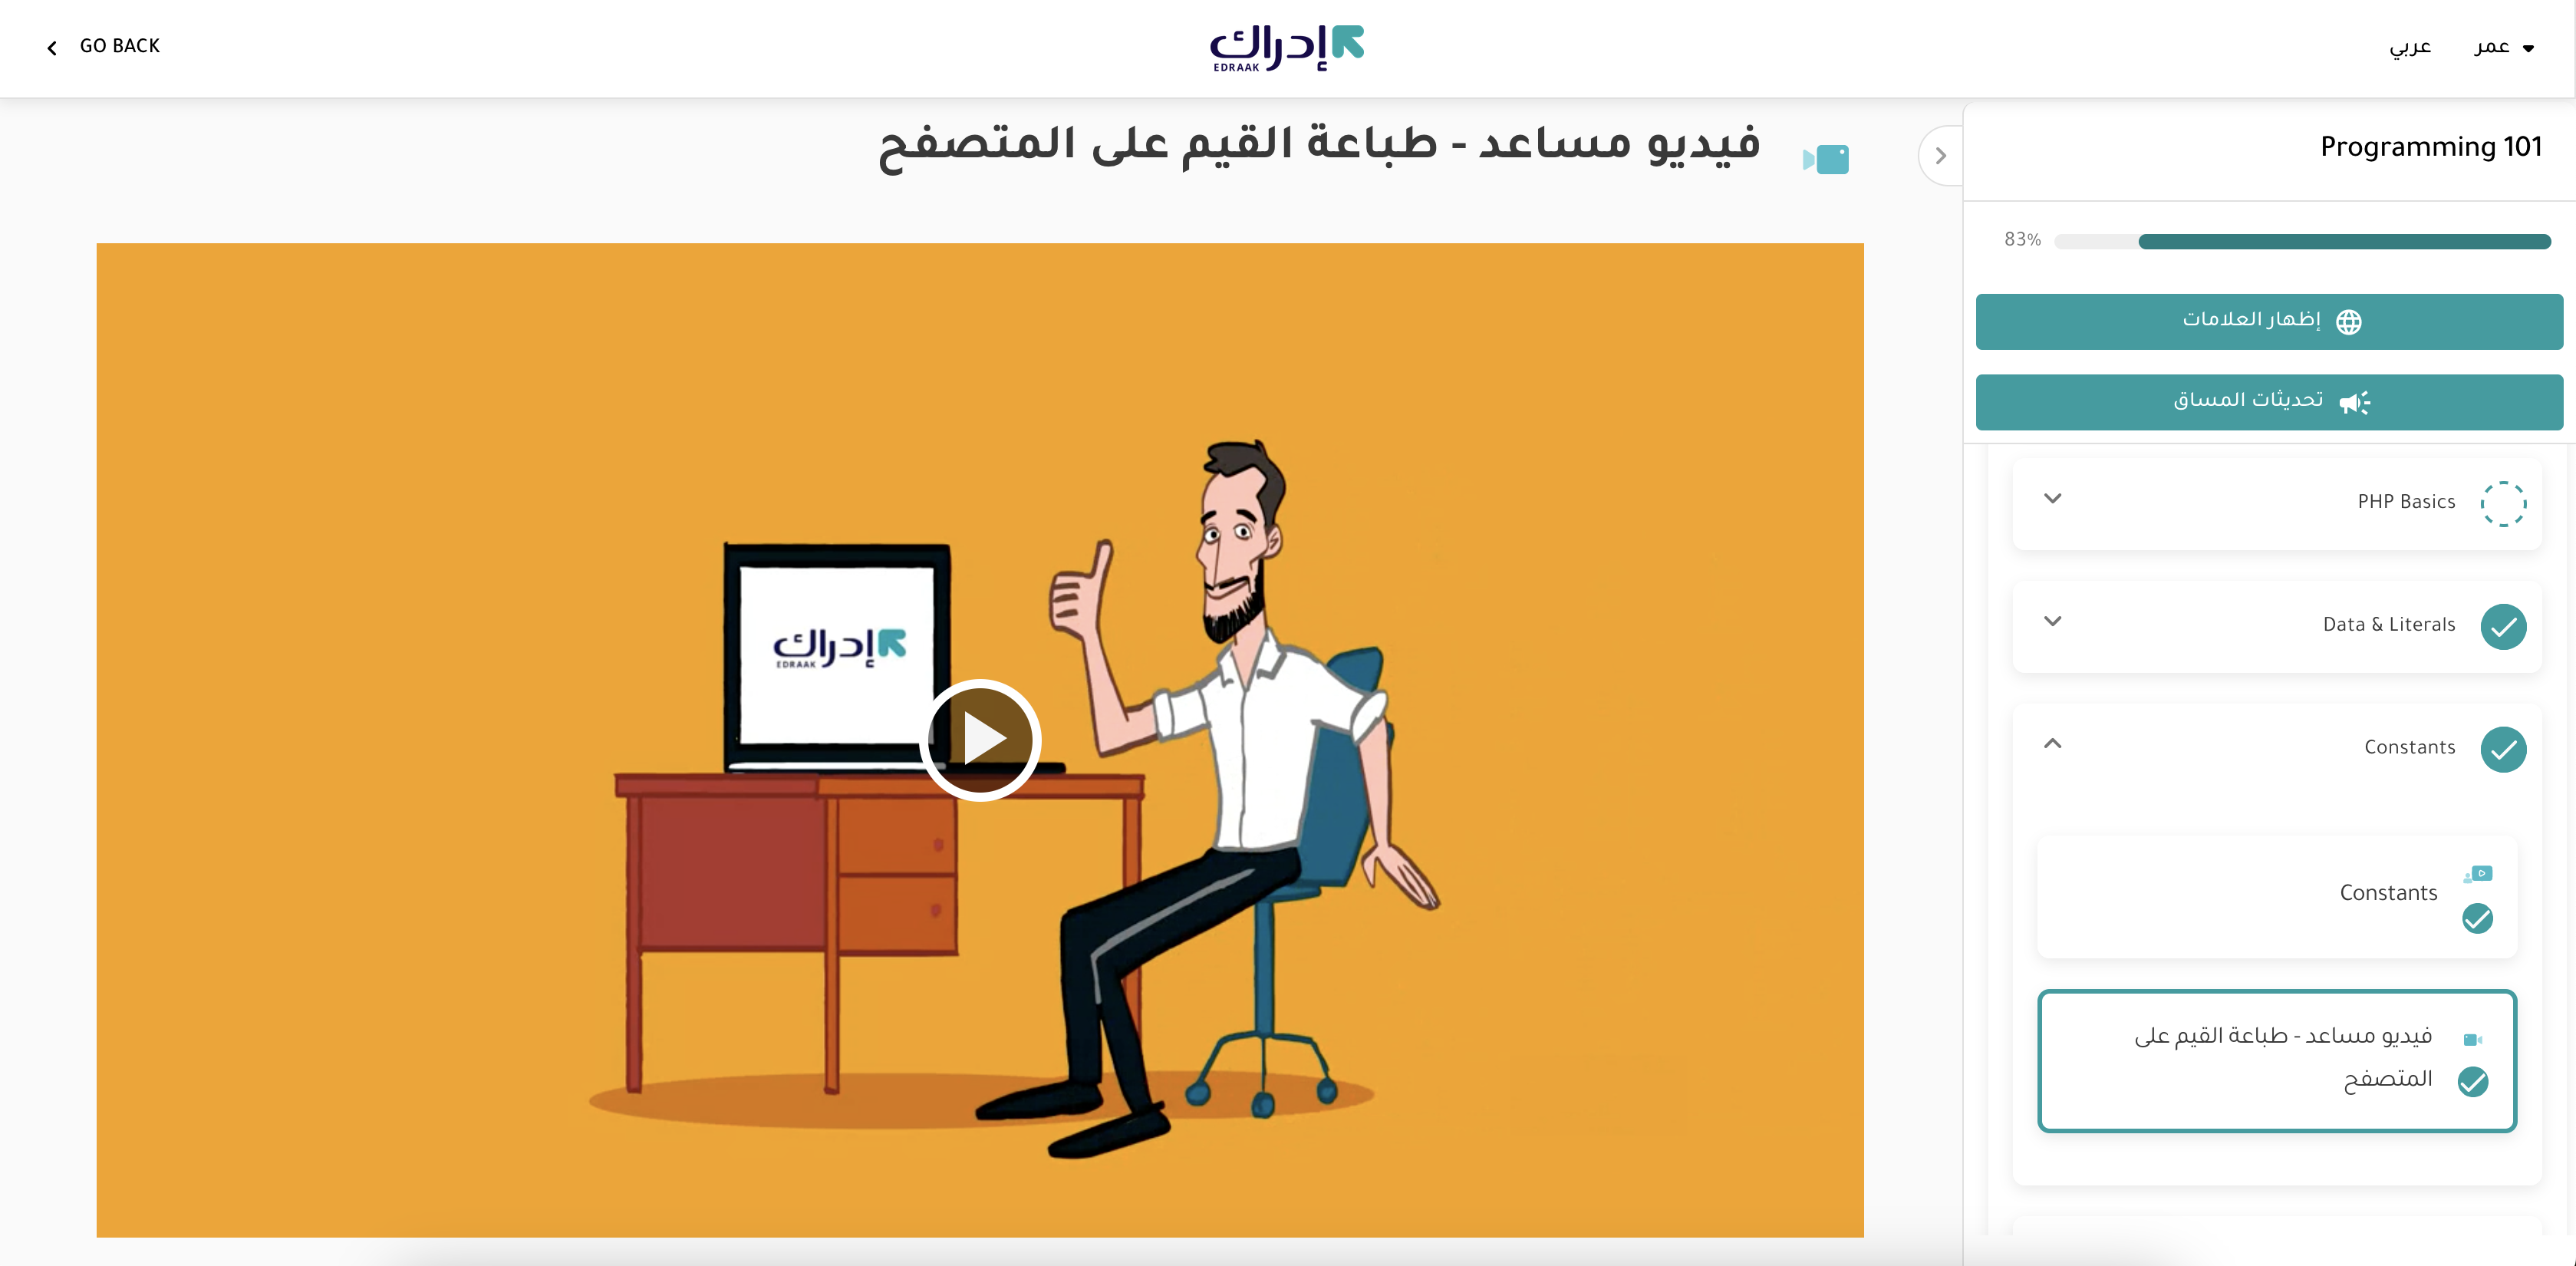 GO BACK
إدراك
EDRAAK
عربي
عمر
فيديو مساعد - طباعة القيم على المتصفح
Programming 101
83%
إظهار العلامات
تحديثات المساق
PHP Basics
Data & Literals
Constants
Constants
فيديو مساعد - طباعة القيم على
المتصفح
إدراك
EDRAAK